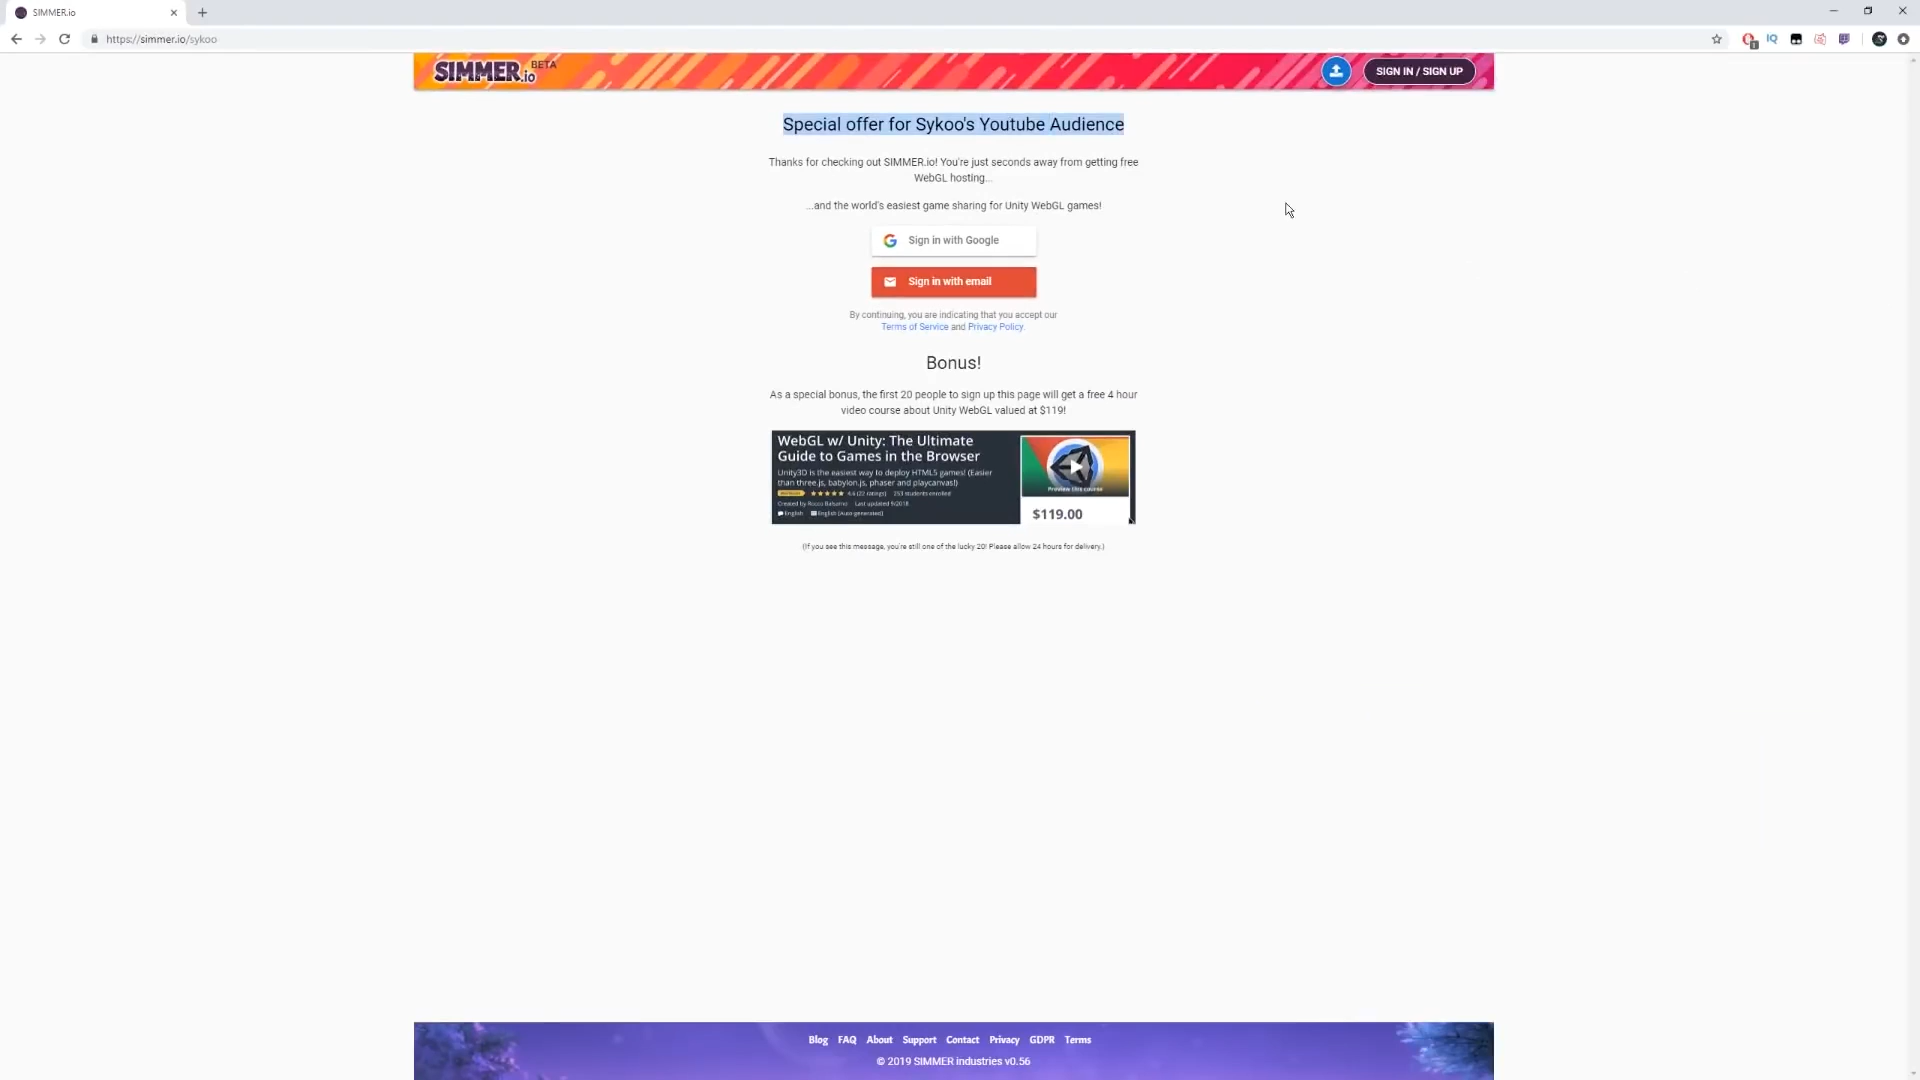 SIMMER.io
https://simmer.io/sykoo
SIMMER.io BETA
SIGN IN / SIGN UP
Special offer for Sykoo's Youtube Audience
Thanks for checking out SIMMER.io! You're just seconds away from getting free
WebGL hosting...
...and the world's easiest game sharing for Unity WebGL games!
Sign in with Google
Sign in with email
By continuing, you are indicating that you accept our
Terms of Service and Privacy Policy.
Bonus!
As a special bonus, the first 20 people to sign up this page will get a free 4 hour
video course about Unity WebGL valued at $119!
WebGL w/ Unity: The Ultimate
Guide to Games in the Browser
Unity3D is the easiest way to deploy HTML5 games! (Easier
than three.js, babylon.js, phaser and playcanvas!)
4.6 (22 ratings) 253 students enrolled
Created by Rocco Balsamo Last updated 9/2018
English English [Auto-generated]
Preview this course
$119.00
(If you see this message, you're still one of the lucky 20! Please allow 24 hours for delivery.)
Blog FAQ About Support Contact Privacy GDPR Terms
© 2019 SIMMER industries v0.56